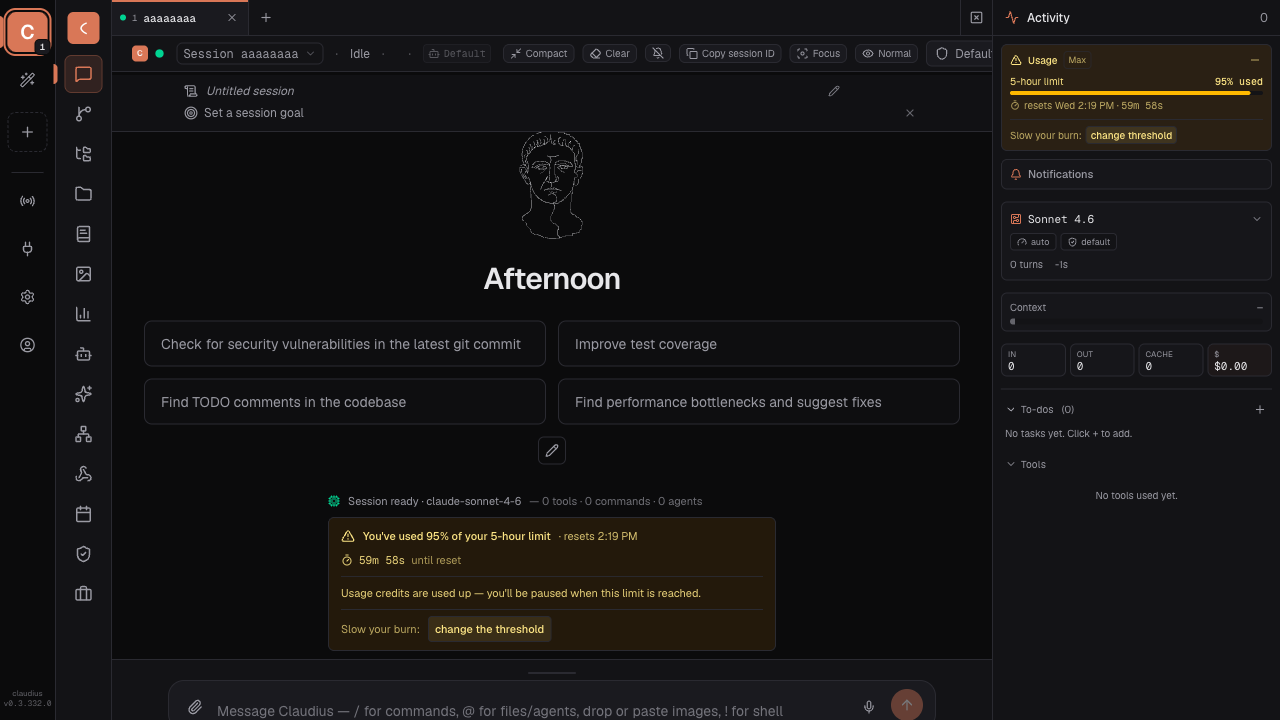 C
1
claudius
v0.3.332.0
1 aaaaaaaa
C
Session aaaaaaaa
· Idle · ·
Default
Compact
Clear
Copy session ID
Focus
Normal
Defau
Untitled session
Set a session goal
Afternoon
Check for security vulnerabilities in the latest git commit
Improve test coverage
Find TODO comments in the codebase
Find performance bottlenecks and suggest fixes
Session ready · claude-sonnet-4-6 — 0 tools · 0 commands · 0 agents
You've used 95% of your 5-hour limit · resets 2:19 PM
59m 58s until reset
Usage credits are used up — you'll be paused when this limit is reached.
Slow your burn: change the threshold
Message Claudius — / for commands, @ for files/agents, drop or paste images, ! for shell
Activity 0
Usage Max
5-hour limit 95% used
resets Wed 2:19 PM · 59m 58s
Slow your burn: change threshold
Notifications
Sonnet 4.6
auto
default
0 turns ~1s
Context –
IN
0
OUT
0
CACHE
0
$
$0.00
To-dos (0)
No tasks yet. Click + to add.
Tools
No tools used yet.